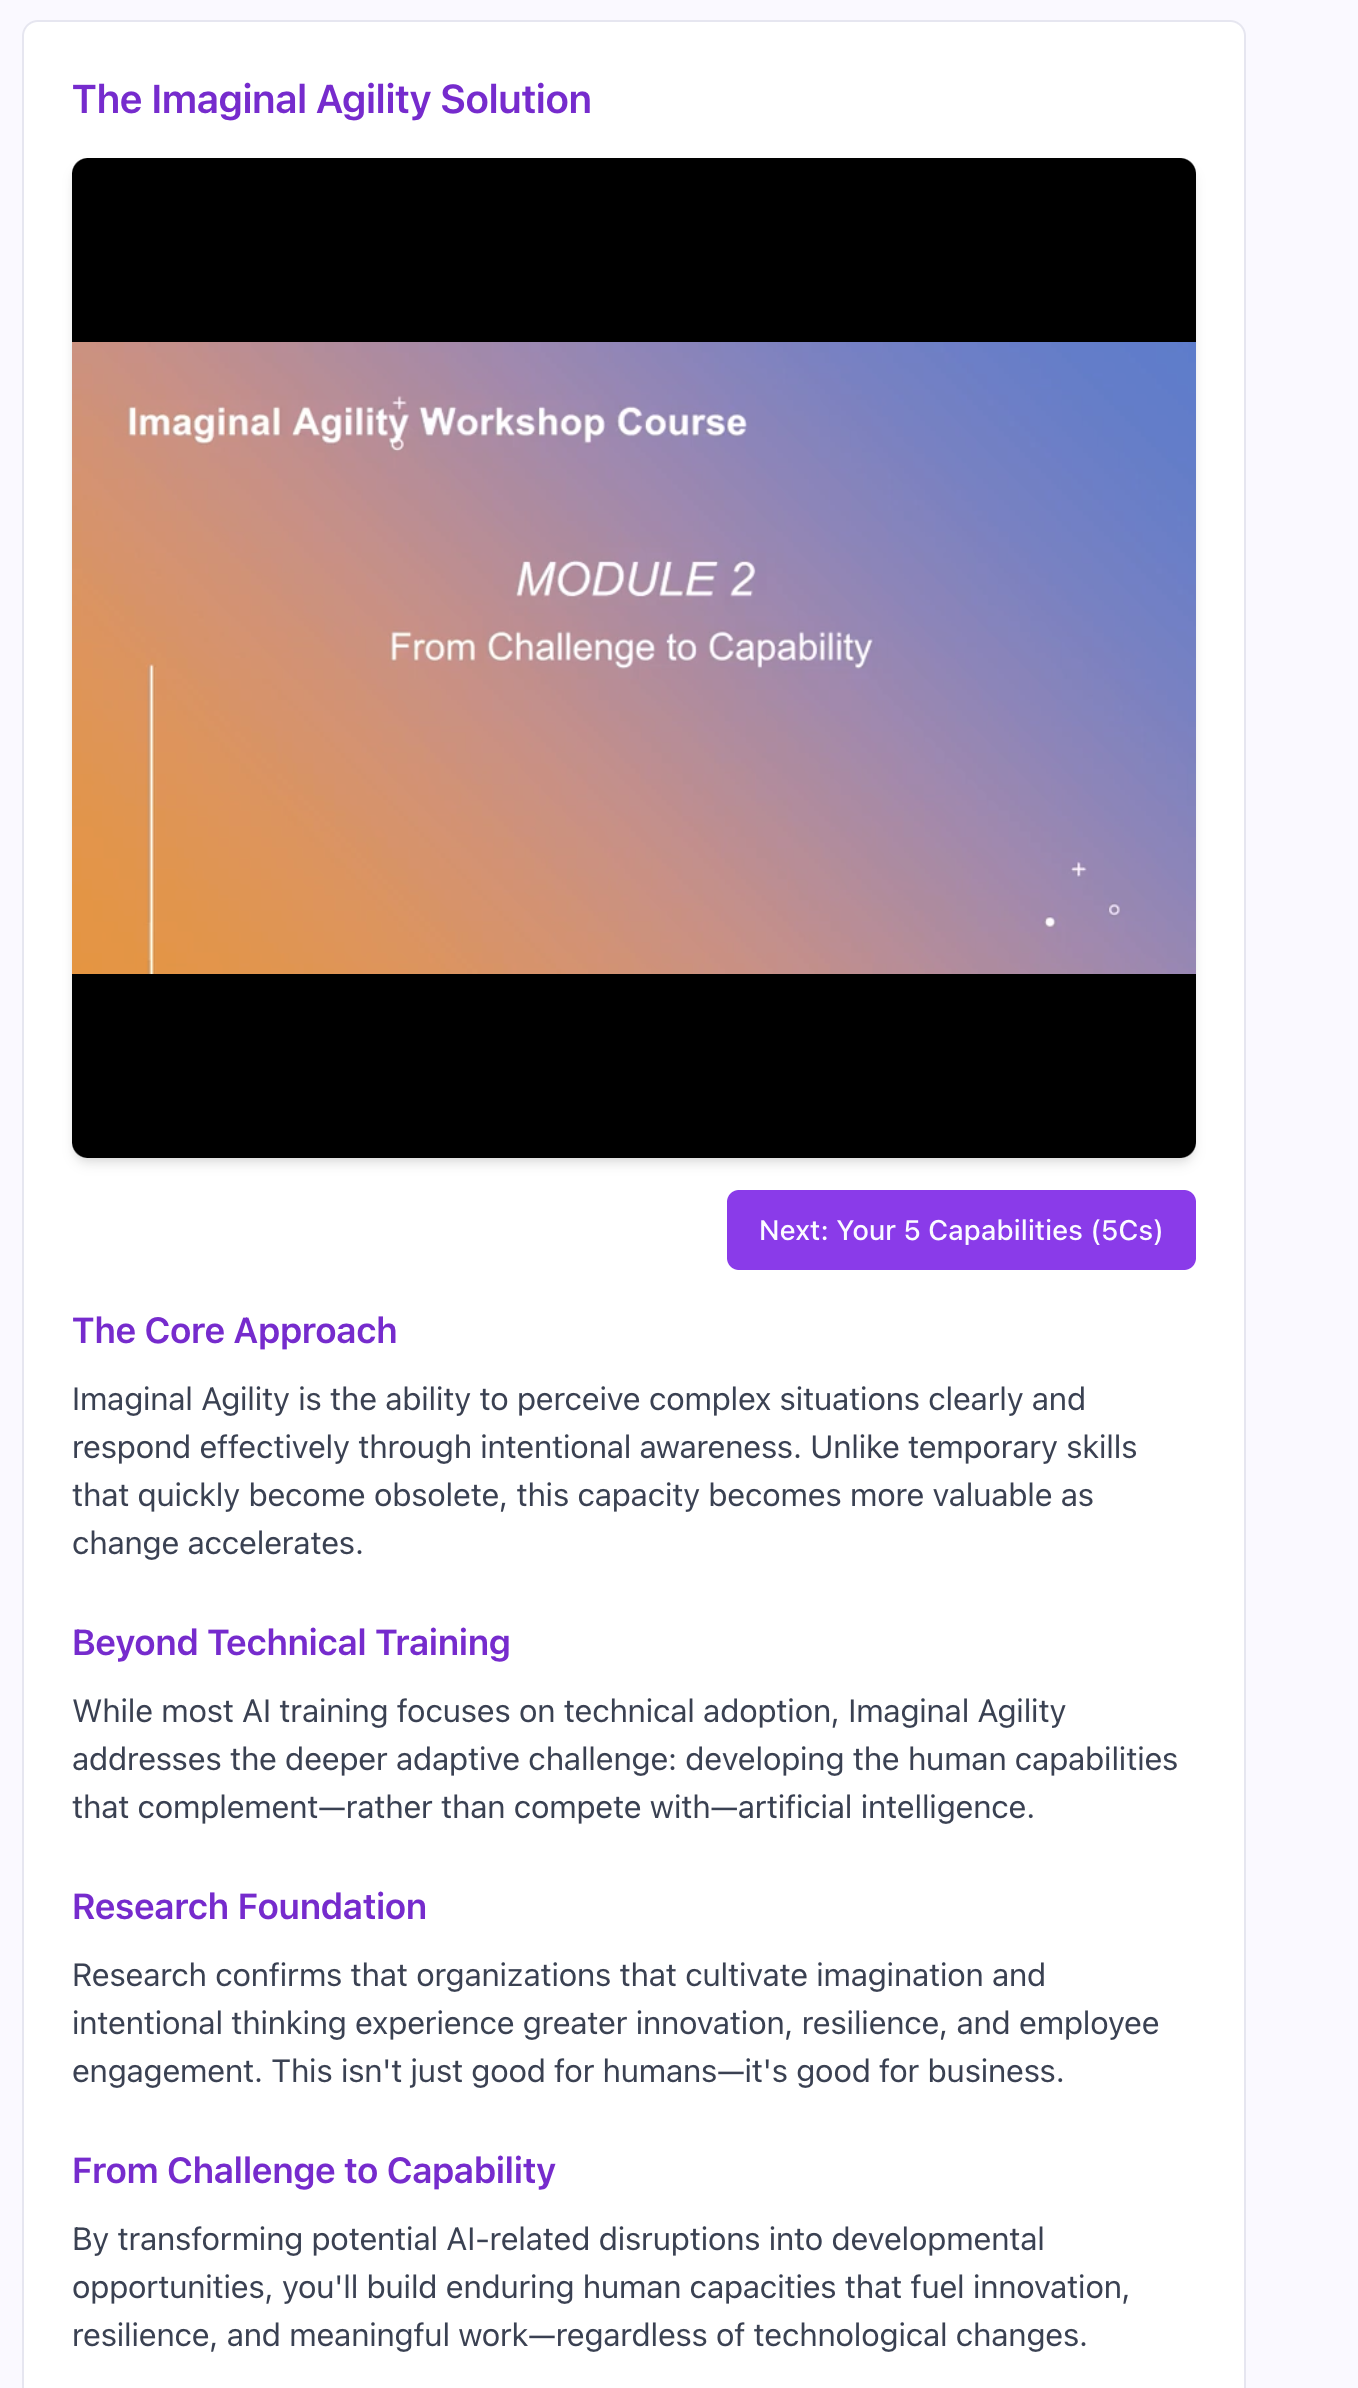 The Imaginal Agility Solution
Imaginal Agility Workshop Course
MODULE 2
From Challenge to Capability
Next: Your 5 Capabilities (5Cs)
The Core Approach
Imaginal Agility is the ability to perceive complex situations clearly and
respond effectively through intentional awareness. Unlike temporary skills
that quickly become obsolete, this capacity becomes more valuable as
change accelerates.
Beyond Technical Training
While most AI training focuses on technical adoption, Imaginal Agility
addresses the deeper adaptive challenge: developing the human capabilities
that complement—rather than compete with—artificial intelligence.
Research Foundation
Research confirms that organizations that cultivate imagination and
intentional thinking experience greater innovation, resilience, and employee
engagement. This isn't just good for humans—it's good for business.
From Challenge to Capability
By transforming potential AI-related disruptions into developmental
opportunities, you'll build enduring human capacities that fuel innovation,
resilience, and meaningful work—regardless of technological changes.